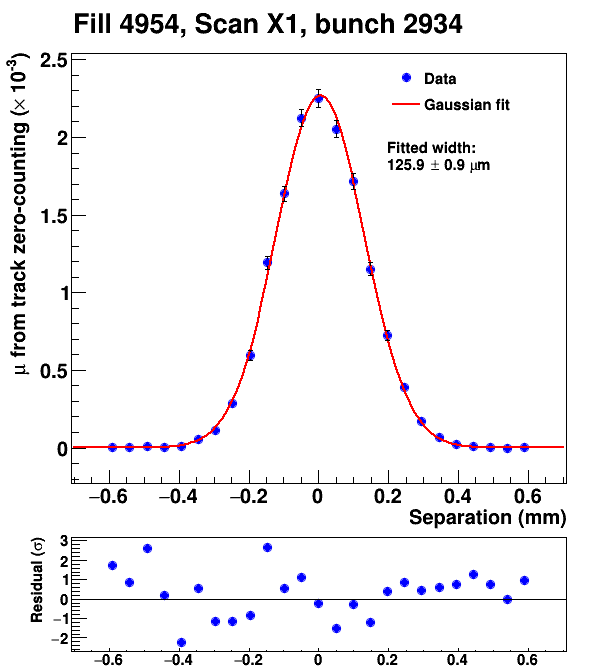 Fill 4954, Scan X1, bunch 2934
μ from track zero-counting (× 10⁻³)
2.5
2
1.5
1
0.5
0
Data
Gaussian fit
Fitted width:
125.9 ± 0.9 μm
−0.6 −0.4 −0.2 0 0.2 0.4 0.6
Separation (mm)
Residual (σ)
3
2
1
0
−1
−2
−0.6 −0.4 −0.2 0 0.2 0.4 0.6